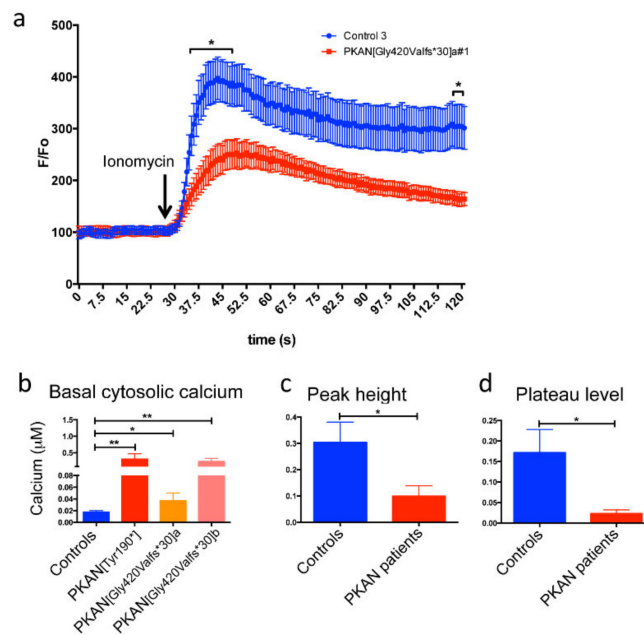 a
Control 3
PKAN[Gly420Valfs*30]a#1
500
400
300
200
100
0
F/Fo
Ionomycin
*
*
0 7.5 15 22.5 30 37.5 45 52.5 60 67.5 75 82.5 90 97.5 105 112.5 120
time (s)
b Basal cytosolic calcium
Calcium (μM)
1.5
1.0
0.5
0.08
0.06
0.04
0.02
0.00
**
*
**
Controls
PKAN[Tyr190*]
PKAN[Gly420Valfs*30]a
PKAN[Gly420Valfs*30]b
c Peak height
0.4
0.3
0.2
0.1
0.0
*
Controls
PKAN patients
d Plateau level
0.25
0.20
0.15
0.10
0.05
0.00
*
Controls
PKAN patients